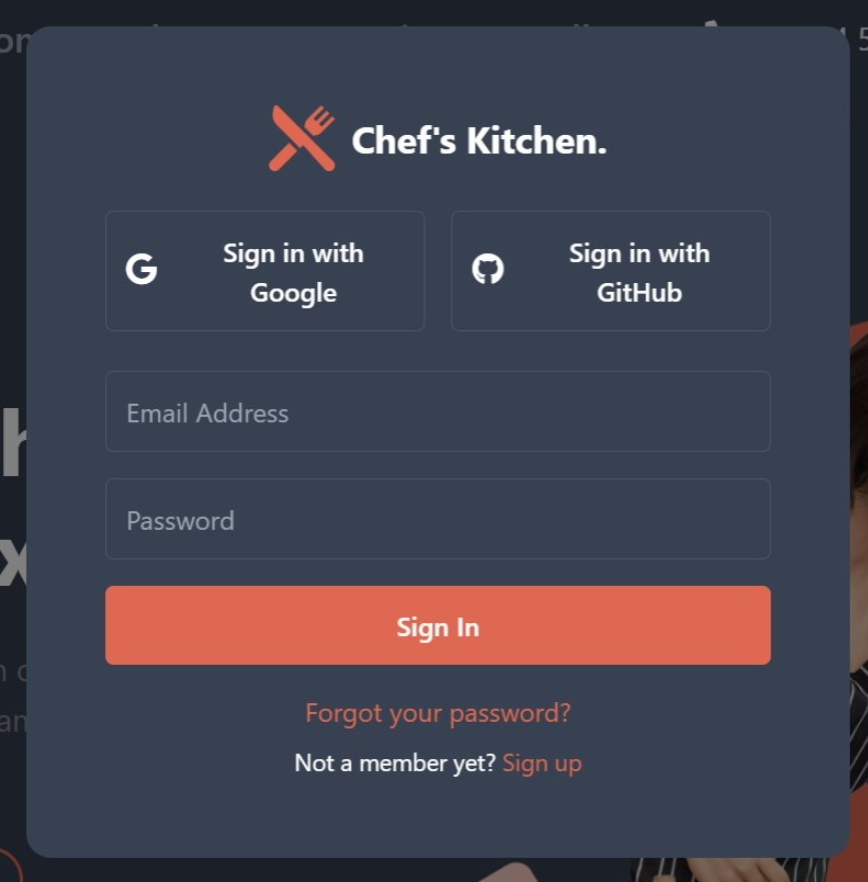 Chef's Kitchen.
Sign in with
Google
Sign in with
GitHub
Email Address
Password
Sign In
Forgot your password?
Not a member yet? Sign up